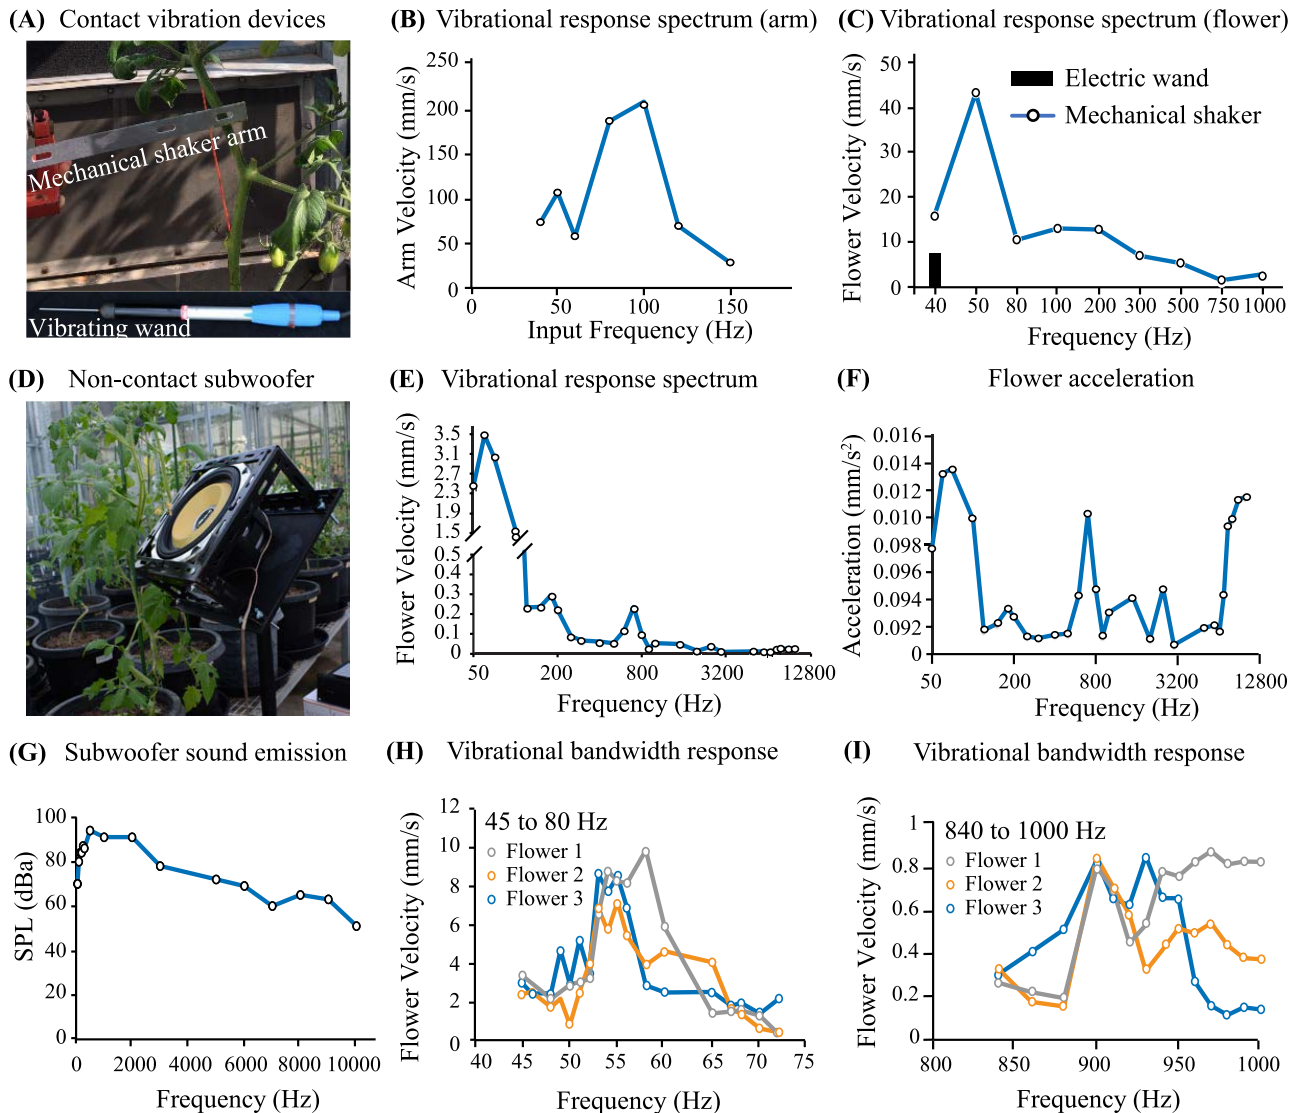 (A) Contact vibration devices
Mechanical shaker arm
Vibrating wand
(B) Vibrational response spectrum (arm)
Arm Velocity (mm/s)
250
200
150
100
50
0
0 50 100 150
Input Frequency (Hz)
(C) Vibrational response spectrum (flower)
Flower Velocity (mm/s)
50
40
30
20
10
0
Electric wand
Mechanical shaker
40 50 80 100 200 300 500 750 1000
Frequency (Hz)
(D) Non-contact subwoofer
(E) Vibrational response spectrum
Flower Velocity (mm/s)
3.5
3.1
2.7
2.3
1.9
1.5
0.5
0.4
0.3
0.2
0.1
0
50 200 800 3200 12800
Frequency (Hz)
(F) Flower acceleration
Acceleration (mm/s²)
0.016
0.014
0.012
0.010
0.098
0.096
0.094
0.092
0
50 200 800 3200 12800
Frequency (Hz)
(G) Subwoofer sound emission
SPL (dBa)
100
80
60
40
20
0
0 2000 4000 6000 8000 10000
Frequency (Hz)
(H) Vibrational bandwidth response
Flower Velocity (mm/s)
12
10
8
6
4
2
0
45 to 80 Hz
Flower 1
Flower 2
Flower 3
40 45 50 55 60 65 70 75
Frequency (Hz)
(I) Vibrational bandwidth response
Flower Velocity (mm/s)
1
0.8
0.6
0.4
0.2
0
840 to 1000 Hz
Flower 1
Flower 2
Flower 3
800 850 900 950 1000
Frequency (Hz)